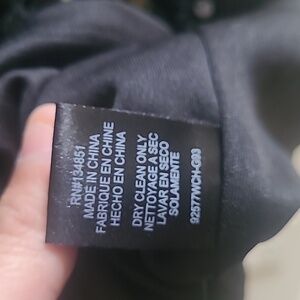 RN#134851
MADE IN CHINA
FABRIQUE EN CHINE
HECHO EN CHINA
DRY CLEAN ONLY
NETTOYAGE A SEC
LAVAR EN SECO
SOLAMENTE
92577WCH-G93